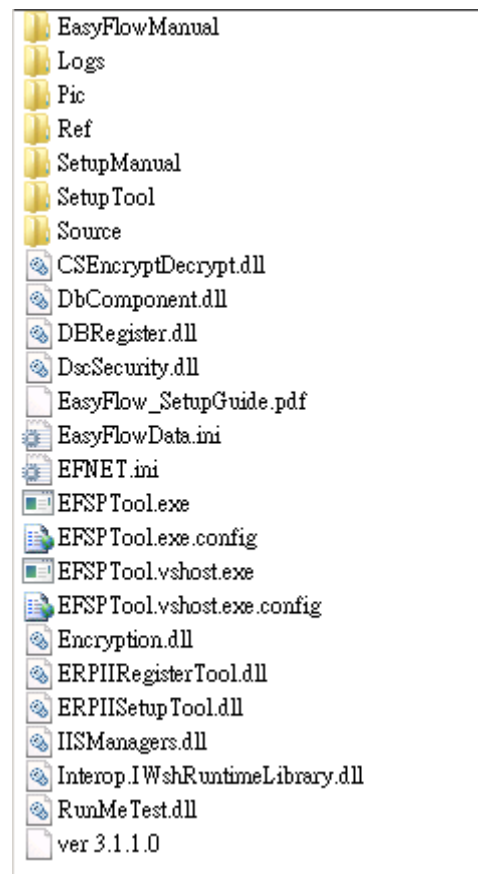 EasyFlowManual
Logs
Pic
Ref
SetupManual
SetupTool
Source
CSEncryptDecrypt.dll
DbComponent.dll
DBRegister.dll
DscSecurity.dll
EasyFlow_SetupGuide.pdf
EasyFlowData.ini
EFNET.ini
EFSPTool.exe
EFSPTool.exe.config
EFSPTool.vshost.exe
EFSPTool.vshost.exe.config
Encryption.dll
ERPIIRegisterTool.dll
ERPIISetupTool.dll
IISManagers.dll
Interop.IWshRuntimeLibrary.dll
RunMeTest.dll
ver 3.1.1.0